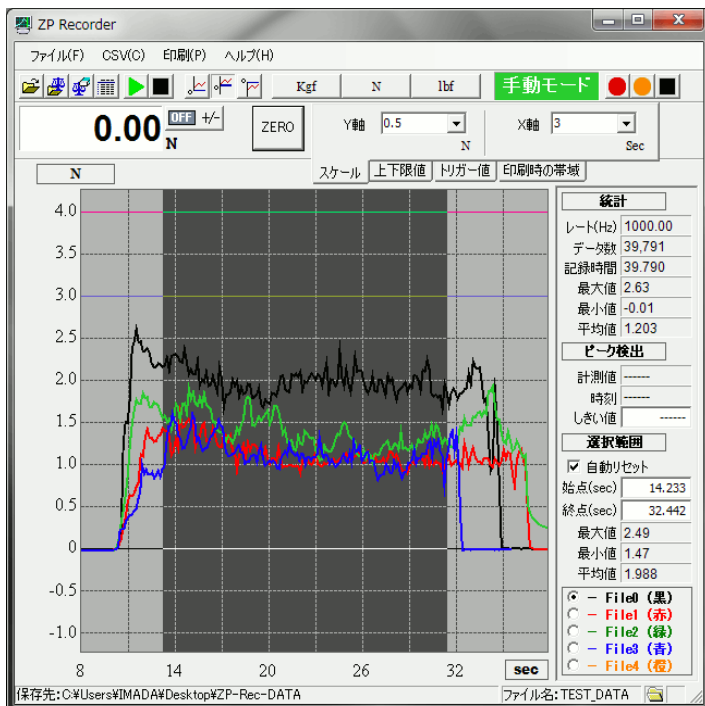 ZP Recorder
ファイル(F) CSV(C) 印刷(P) ヘルプ(H)
Kgf N lbf 手動モード
0.00 N OFF +/- ZERO Y軸 0.5 N X軸 3 Sec
スケール 上下限値 トリガー値 印刷時の帯域
N
4.0
3.5
3.0
2.5
2.0
1.5
1.0
0.5
0
-0.5
-1.0
8 14 20 26 32 sec
統計
レート(Hz) 1000.00
データ数 39,791
記録時間 39.790
最大値 2.63
最小値 -0.01
平均値 1.203
ピーク検出
計測値 ------
時刻 ------
しきい値 ------
選択範囲
自動リセット
始点(sec) 14.233
終点(sec) 32.442
最大値 2.49
最小値 1.47
平均値 1.988
− File0 (黒)
− File1 (赤)
− File2 (緑)
− File3 (青)
− File4 (橙)
保存先:C:¥Users¥IMADA¥Desktop¥ZP-Rec-DATA ファイル名:TEST_DATA